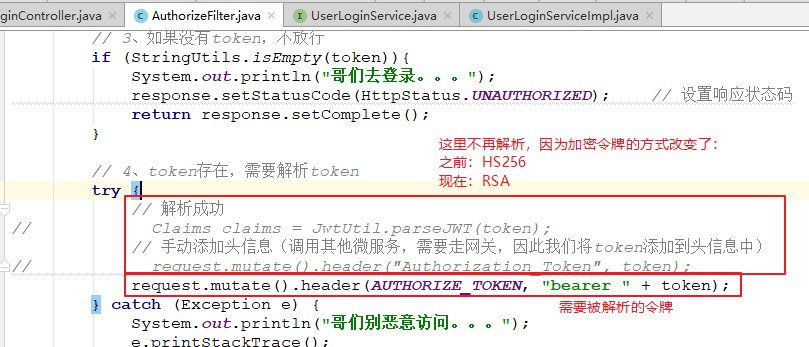 ginController.java × AuthorizeFilter.java × UserLoginService.java × UserLoginServiceImpl.java ×
// 3、如果没有token，不放行
if (StringUtils.isEmpty(token)){
System.out.println("哥们去登录。。。");
response.setStatusCode(HttpStatus.UNAUTHORIZED); // 设置响应状态码
return response.setComplete();
}
这里不再解析，因为加密令牌的方式改变了：
之前：HS256
现在：RSA
// 4、token存在，需要解析token
try {
// 解析成功
// Claims claims = JwtUtil.parseJWT(token);
// 手动添加头信息（调用其他微服务，需要走网关，因此我们将token添加到头信息中）
// request.mutate().header("Authorization_Token", token);
request.mutate().header(AUTHORIZE_TOKEN, "bearer " + token);
需要被解析的令牌
} catch (Exception e) {
System.out.println("哥们别恶意访问。。。");
e.printStackTrace();